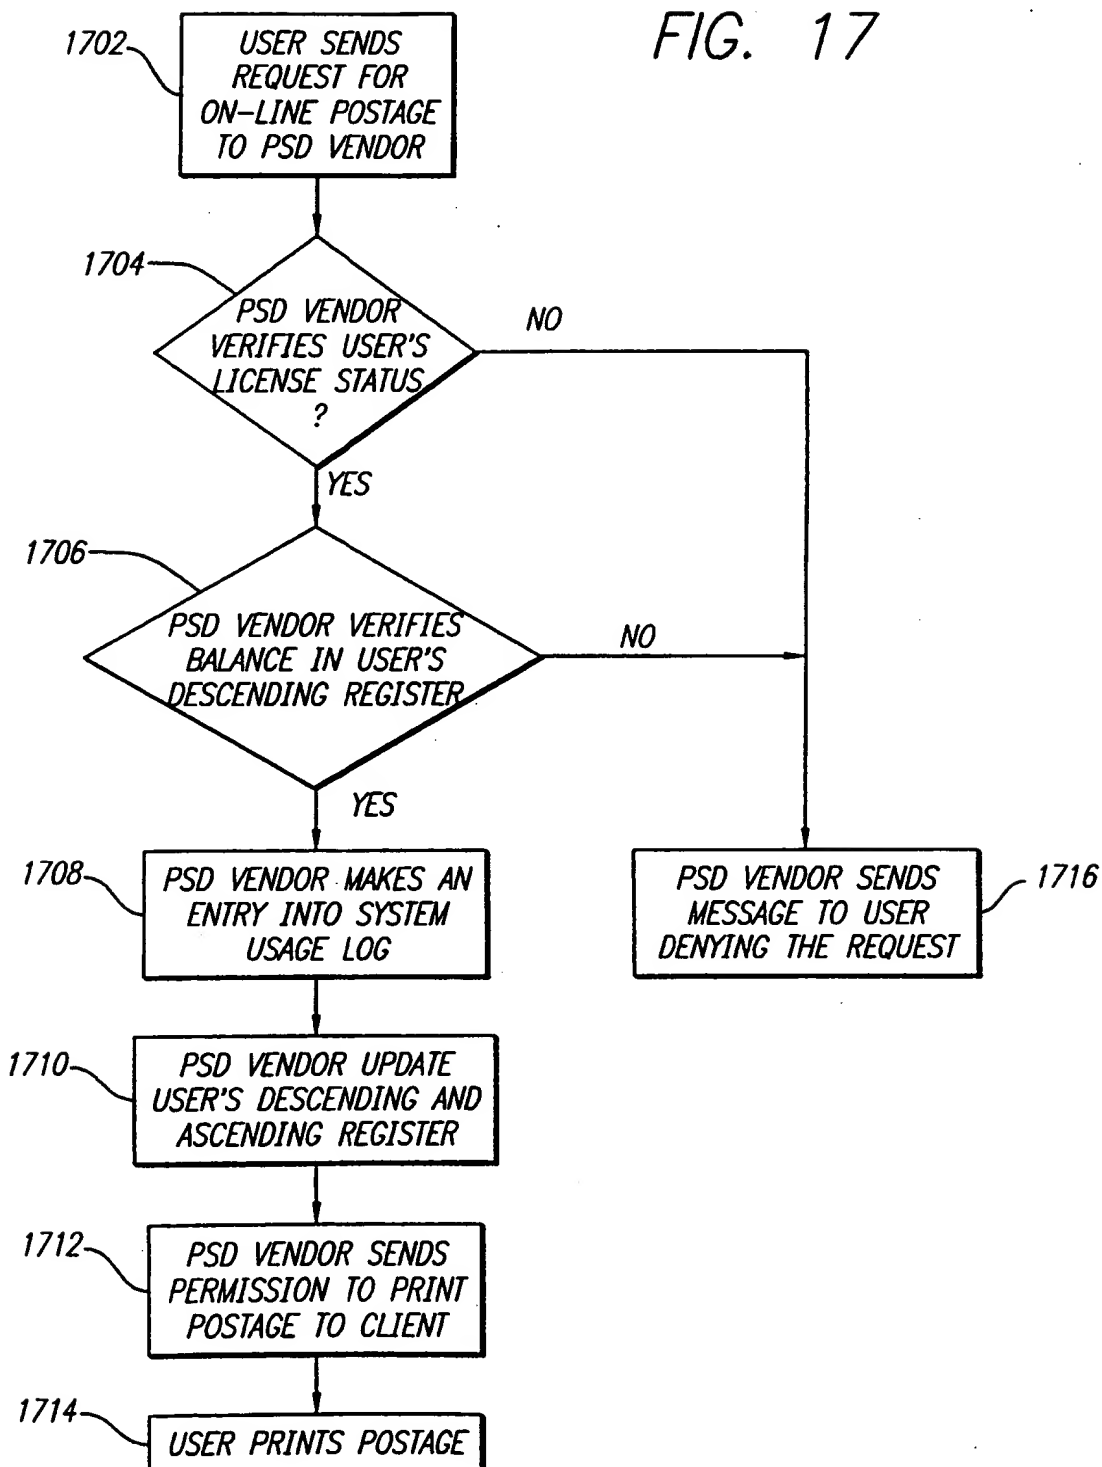 FIG. 17
1702
USER SENDS
REQUEST FOR
ON-LINE POSTAGE
TO PSD VENDOR
1704
PSD VENDOR
VERIFIES USER'S
LICENSE STATUS
?
NO
YES
1706
PSD VENDOR VERIFIES
BALANCE IN USER'S
DESCENDING REGISTER
NO
YES
1708
PSD VENDOR MAKES AN
ENTRY INTO SYSTEM
USAGE LOG
PSD VENDOR SENDS
MESSAGE TO USER
DENYING THE REQUEST
1716
1710
PSD VENDOR UPDATE
USER'S DESCENDING AND
ASCENDING REGISTER
1712
PSD VENDOR SENDS
PERMISSION TO PRINT
POSTAGE TO CLIENT
1714
USER PRINTS POSTAGE